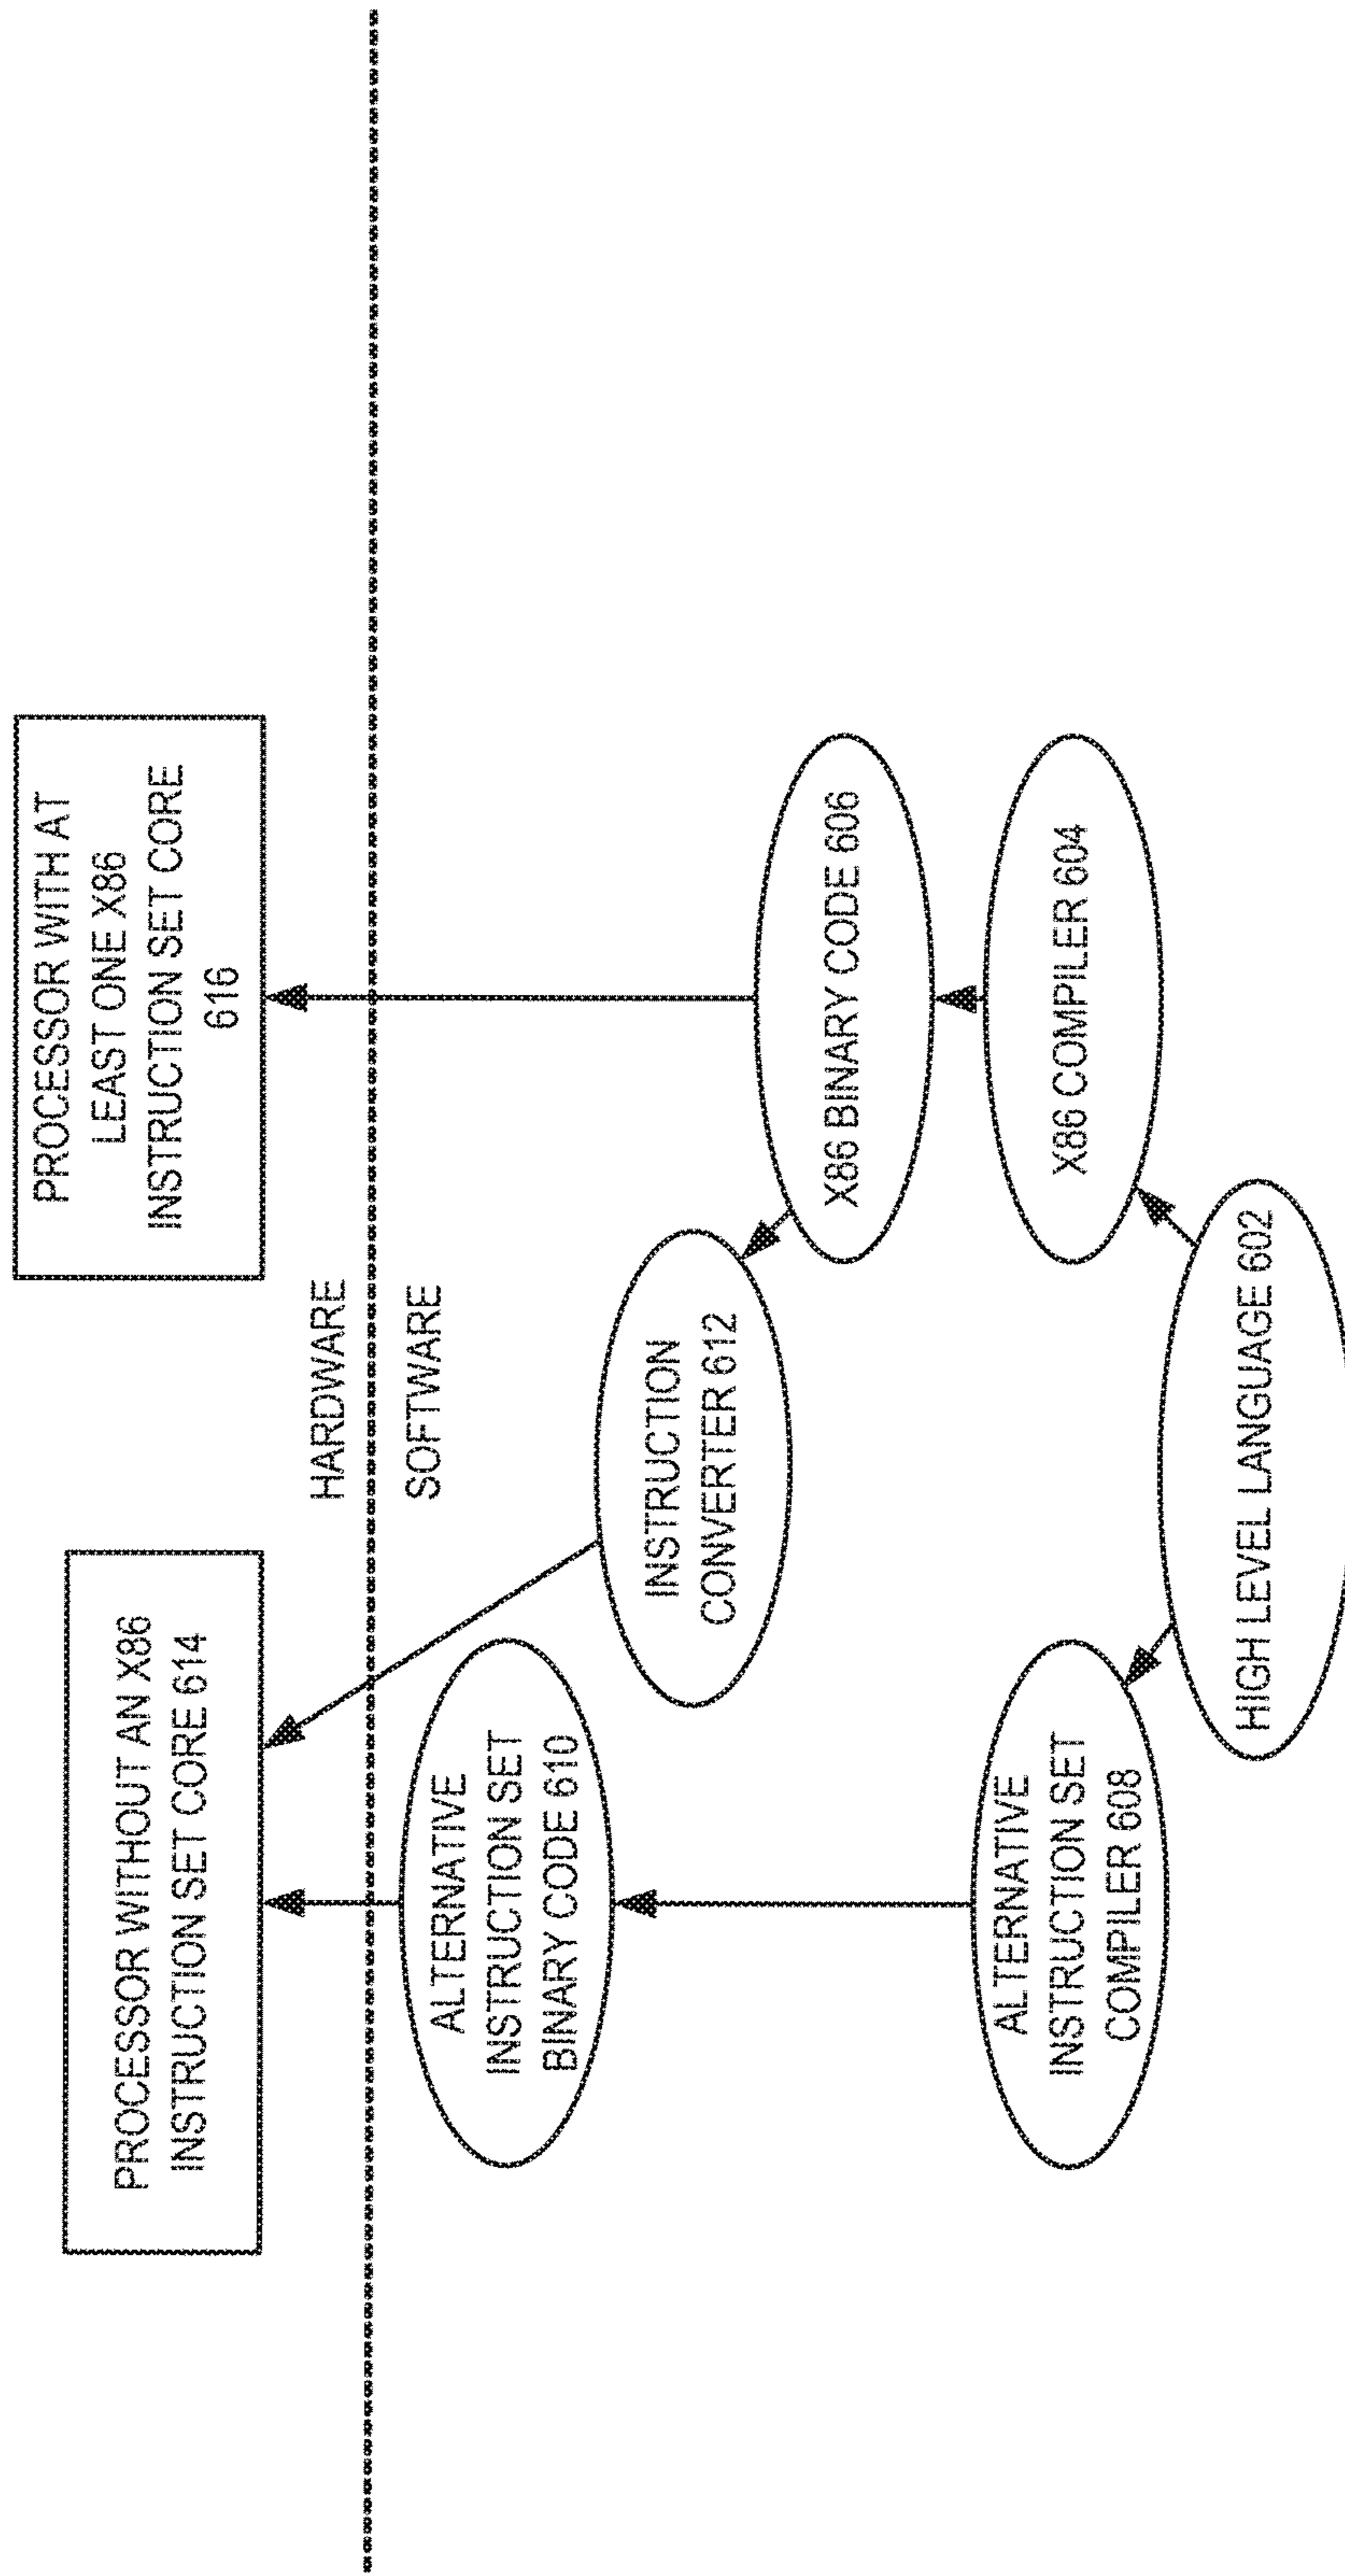 PROCESSOR WITHOUT AN X86
INSTRUCTION SET CORE 614
PROCESSOR WITH AT
LEAST ONE X86
INSTRUCTION SET CORE
616
HARDWARE
SOFTWARE
ALTERNATIVE
INSTRUCTION SET
BINARY CODE 610
INSTRUCTION
CONVERTER 612
X86 BINARY CODE 606
ALTERNATIVE
INSTRUCTION SET
COMPILER 608
X86 COMPILER 604
HIGH LEVEL LANGUAGE 602